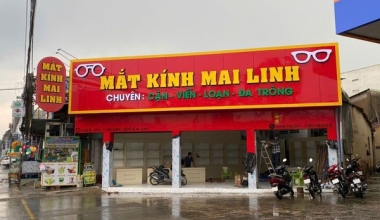 MẮT KÍNH MAI LINH
CHUYÊN: CẬN - VIỄN - LOẠN - ĐA TRÒNG
MẮT
KÍNH
MAI
LINH